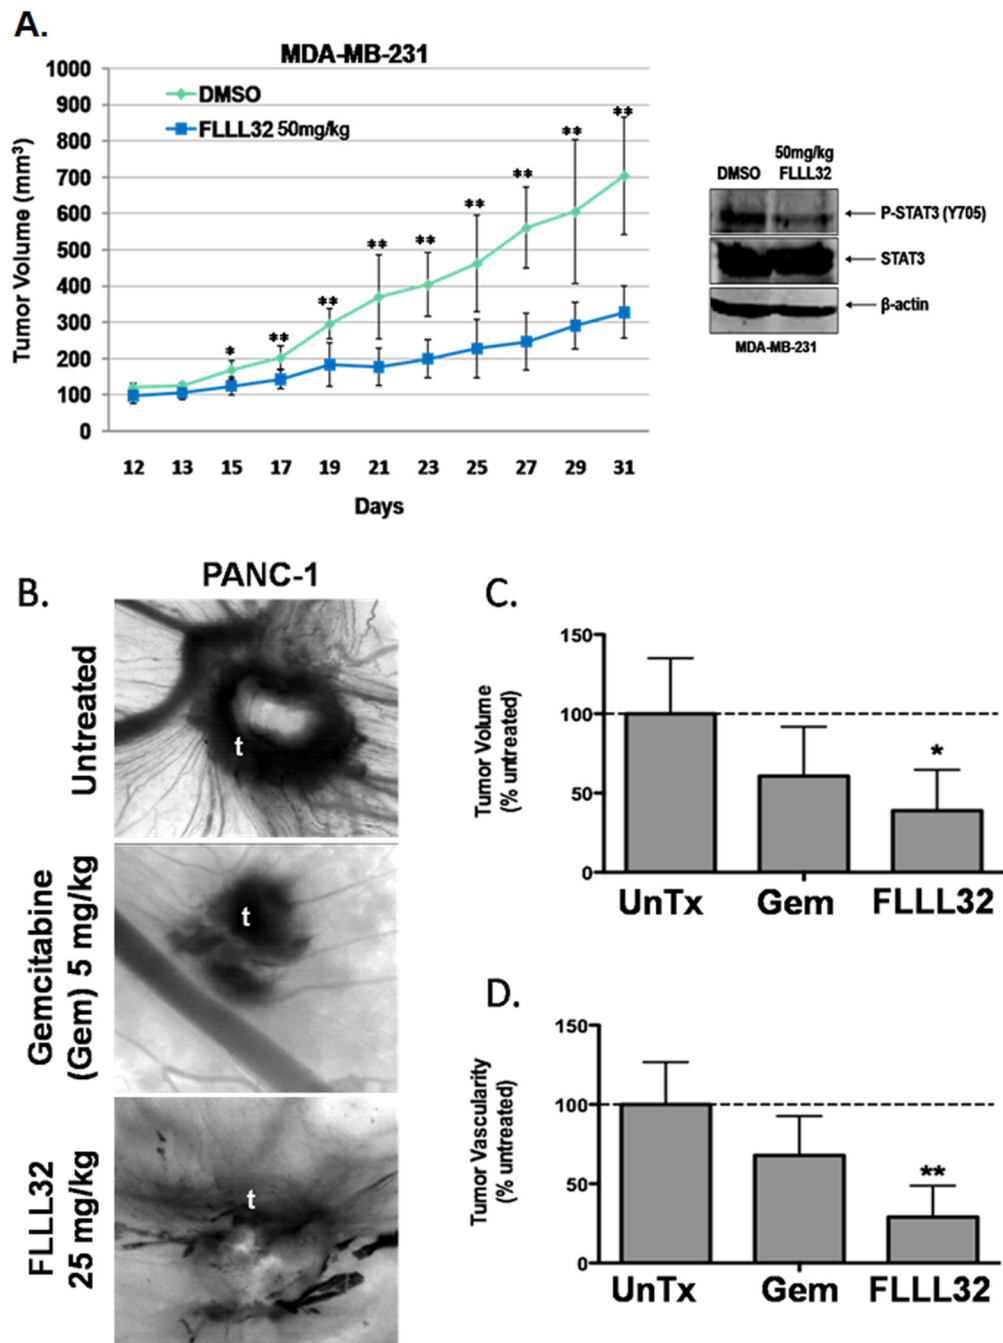 A.
MDA-MB-231
1000
900
800
700
600
500
400
300
200
100
0
Tumor Volume (mm³)
DMSO
FLLL32 50mg/kg
*
**
**
**
**
**
**
**
**
12 13 15 17 19 21 23 25 27 29 31
Days
DMSO
50mg/kg
FLLL32
P-STAT3 (Y705)
STAT3
β-actin
MDA-MB-231
B.
PANC-1
Untreated
t
Gemcitabine
(Gem) 5 mg/kg
t
FLLL32
25 mg/kg
t
C.
Tumor Volume
(% untreated)
150
100
50
0
*
UnTx Gem FLLL32
D.
Tumor Vascularity
(% untreated)
150
100
50
0
**
UnTx Gem FLLL32